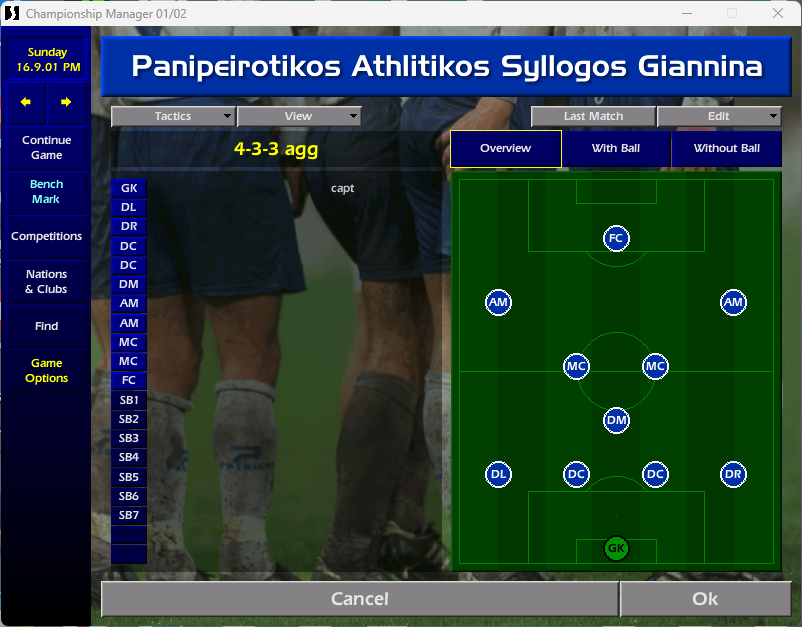 Championship Manager 01/02
Sunday
16.9.01 PM
Continue
Game
Bench
Mark
Competitions
Nations
& Clubs
Find
Game
Options
Panipeirotikos Athlitikos Syllogos Giannina
Tactics View Last Match Edit
4-3-3 agg
Overview With Ball Without Ball
GK capt
DL
DR
DC
DC
DM
AM
AM
MC
MC
FC
SB1
SB2
SB3
SB4
SB5
SB6
SB7
FC
AM AM
MC MC
DM
DL DC DC DR
GK
Cancel Ok